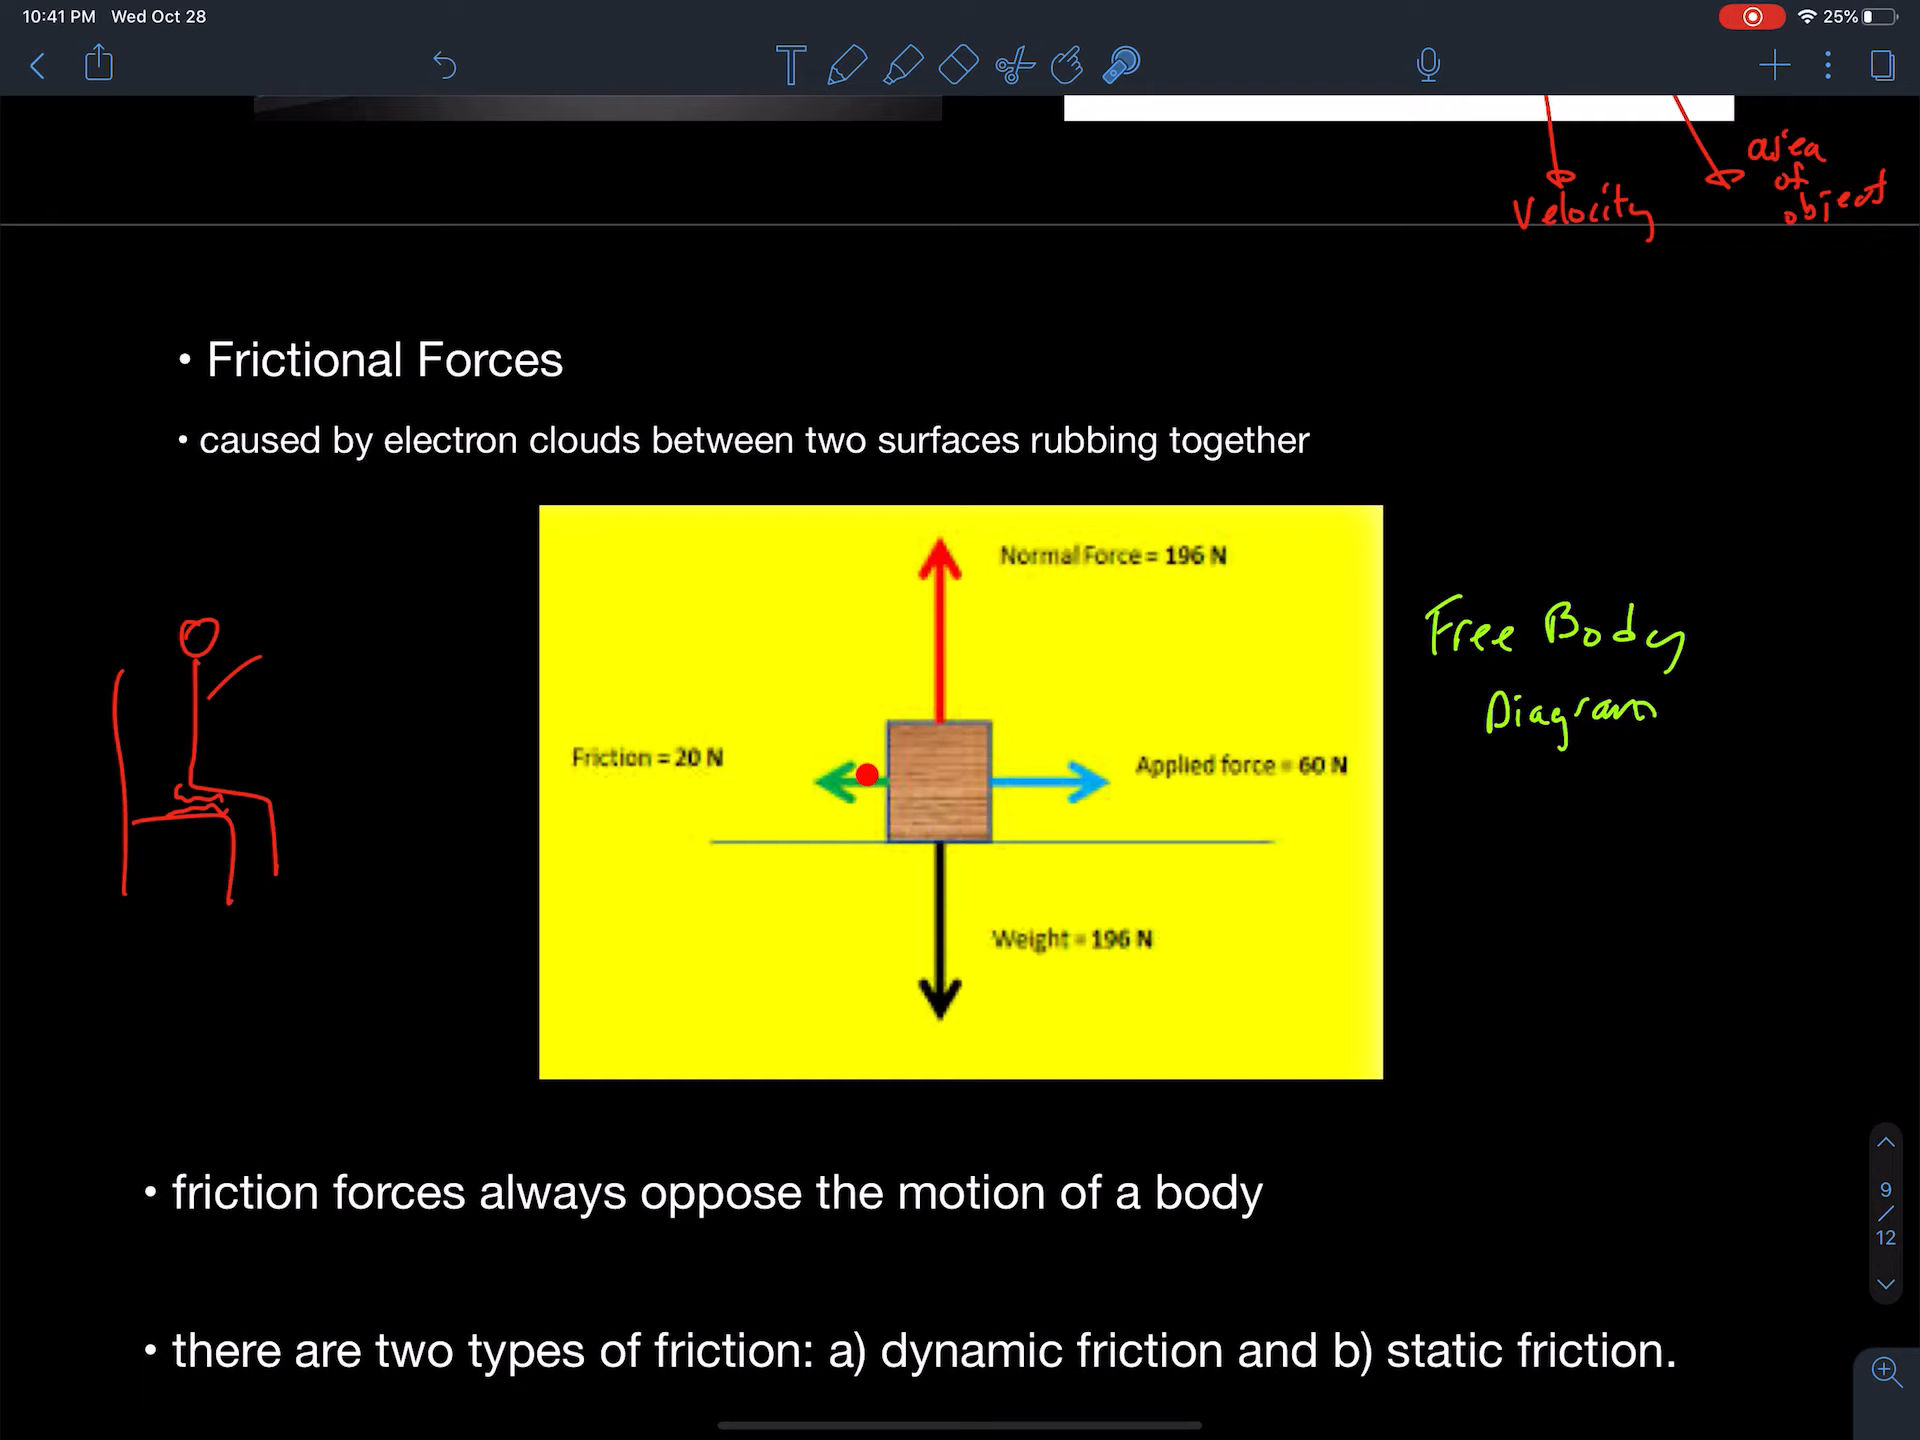 10:41 PM Wed Oct 28
25%
area
of
object
Velocity
• Frictional Forces
• caused by electron clouds between two surfaces rubbing together
Normal Force = 196 N
Free Body
Diagram
Friction = 20 N
Applied force = 60 N
Weight = 196 N
• friction forces always oppose the motion of a body
9
/
12
• there are two types of friction: a) dynamic friction and b) static friction.